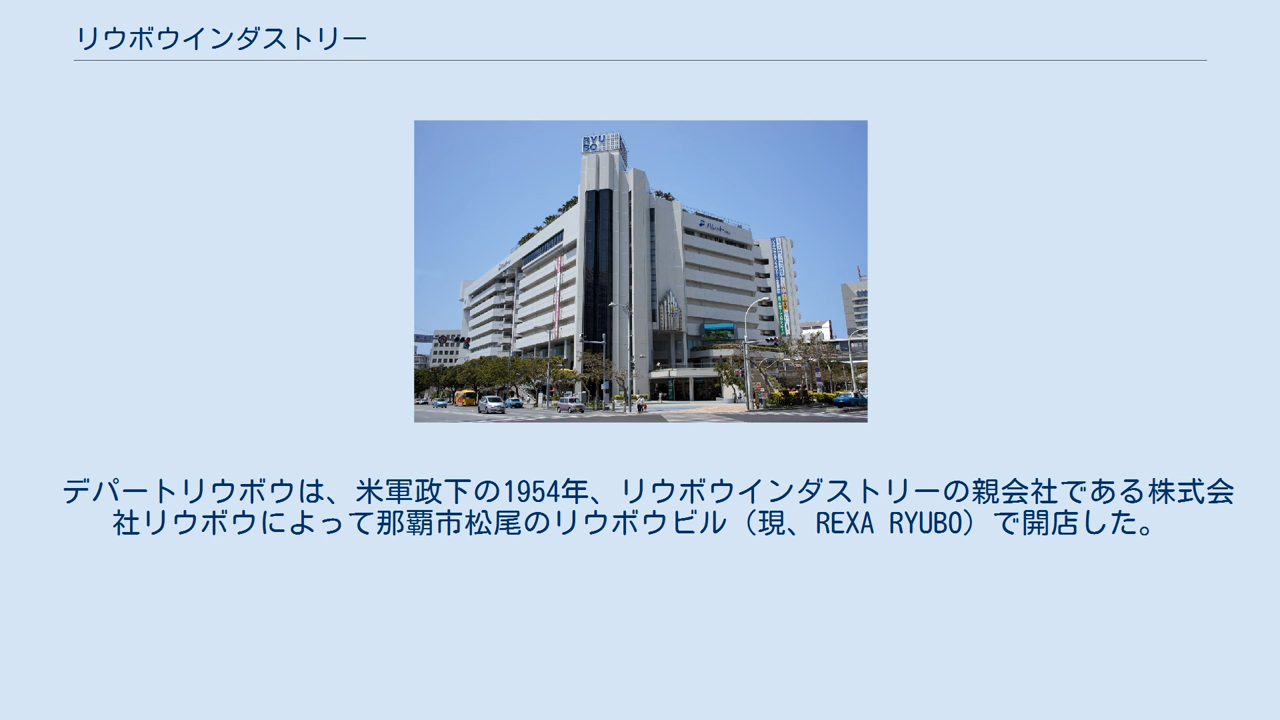 リウボウインダストリー
RYU
BO
デパートリウボウは、米軍政下の1954年、リウボウインダストリーの親会社である株式会
社リウボウによって那覇市松尾のリウボウビル（現、REXA RYUBO）で開店した。